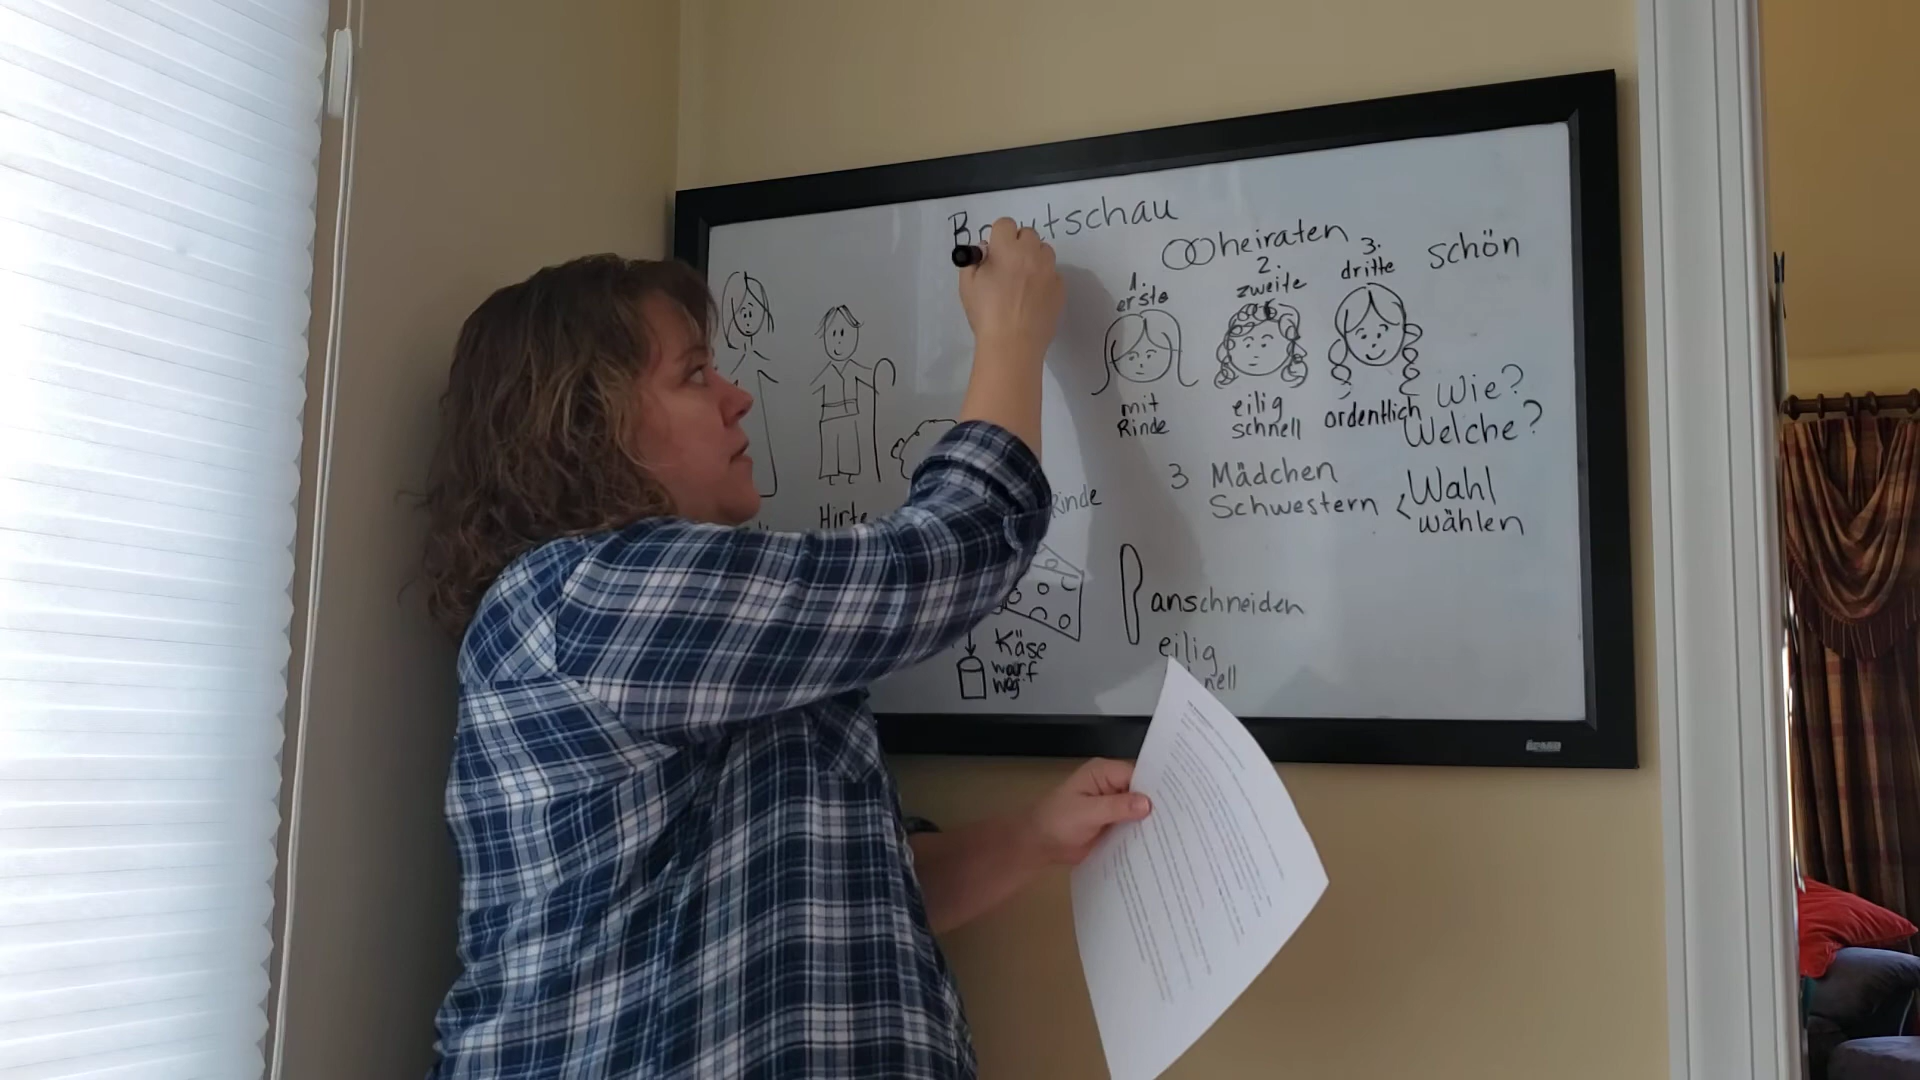 Brautschau
heiraten
schön
1.
erste
2.
zweite
3.
dritte
mit
Rinde
eilig
schnell
ordentlich
Wie?
Welche?
3 Mädchen
Schwestern
Wahl
wählen
Hirte
Rinde
Käse
warf
weg
anschneiden
eilig